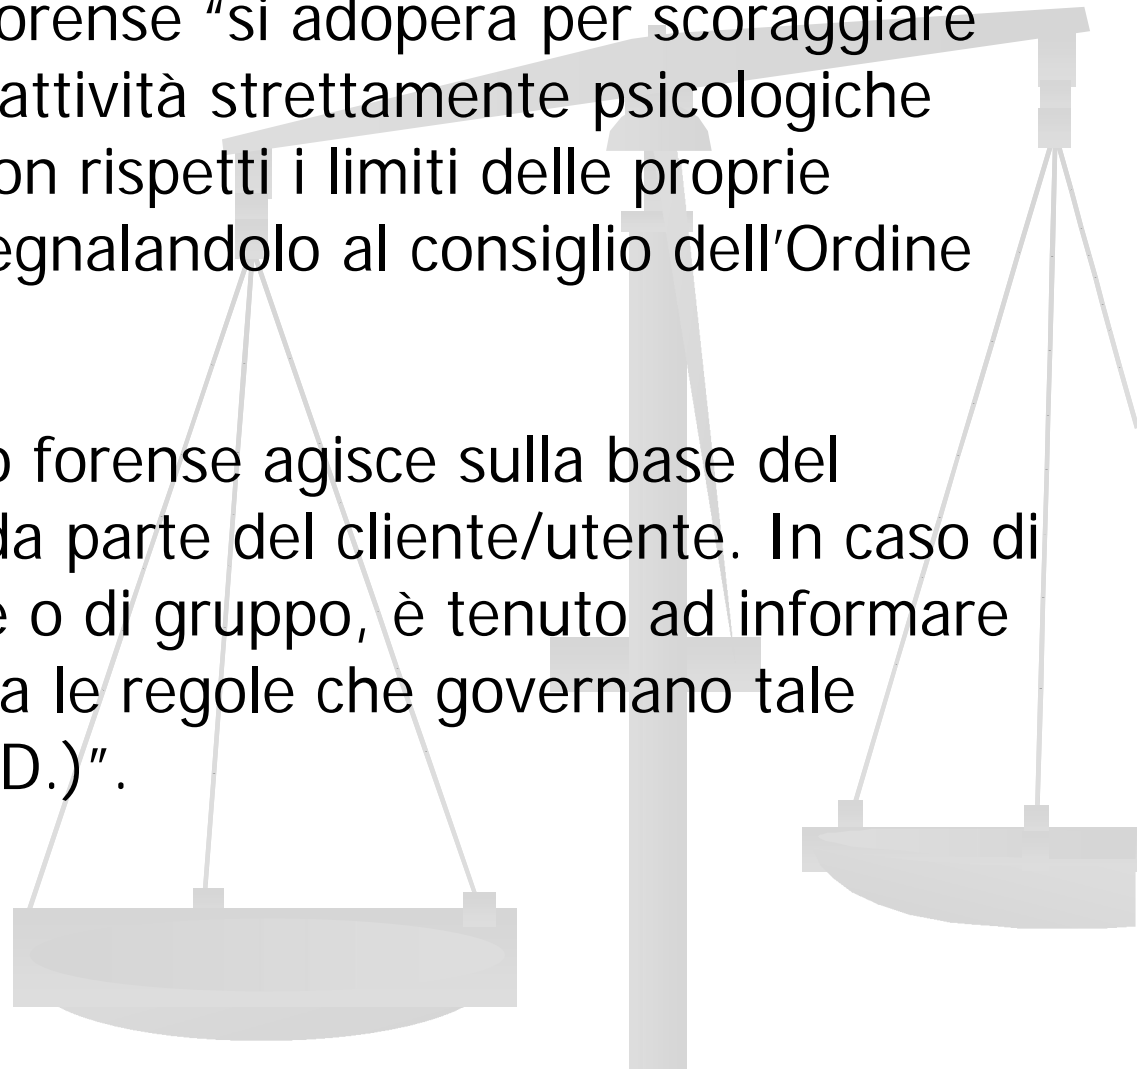 orense “si adopera per scoraggiare
attività strettamente psicologiche
on rispetti i limiti delle proprie
egnalandolo al consiglio dell’Ordine
o forense agisce sulla base del
da parte del cliente/utente. In caso di
e o di gruppo, è tenuto ad informare
a le regole che governano tale
D.)”.